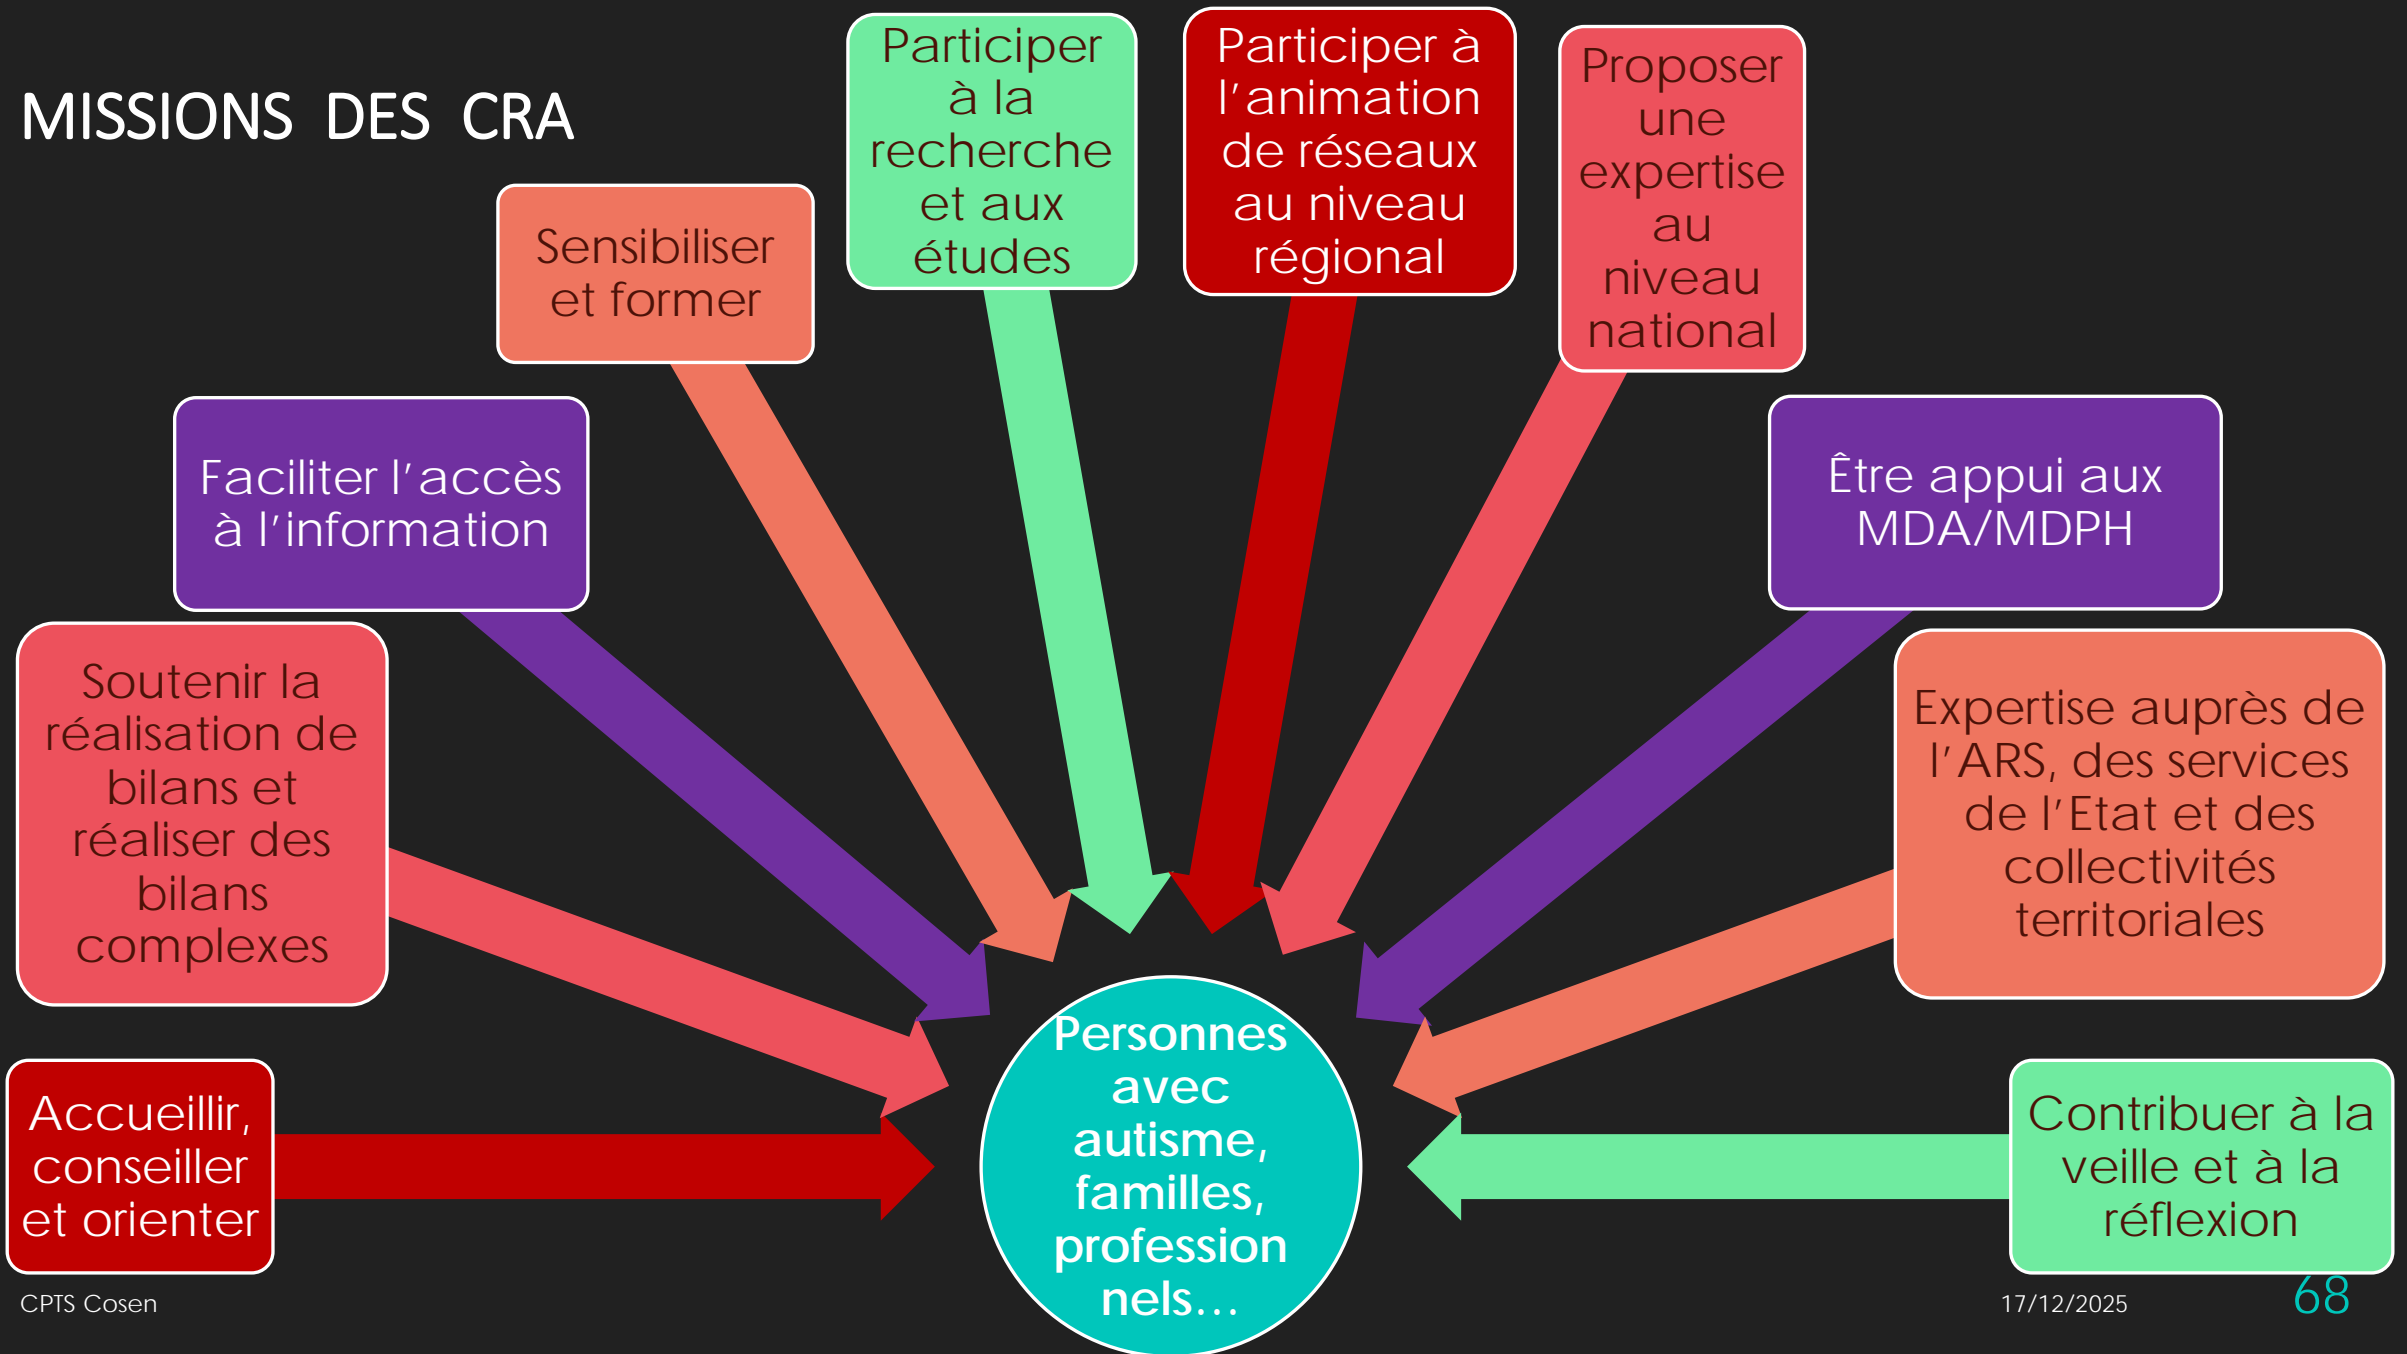 MISSIONS DES CRA
Participer
à la
recherche
et aux
études
Participer à
l'animation
de réseaux
au niveau
régional
Proposer
une
expertise
au
niveau
national
Sensibiliser
et former
Faciliter l'accès
à l'information
Être appui aux
MDA/MDPH
Soutenir la
réalisation de
bilans et
réaliser des
bilans
complexes
Expertise auprès de
l'ARS, des services
de l'Etat et des
collectivités
territoriales
Accueillir,
conseiller
et orienter
Personnes
avec
autisme,
familles,
profession
nels...
Contribuer à la
veille et à la
réflexion
CPTS Cosen
17/12/2025
68